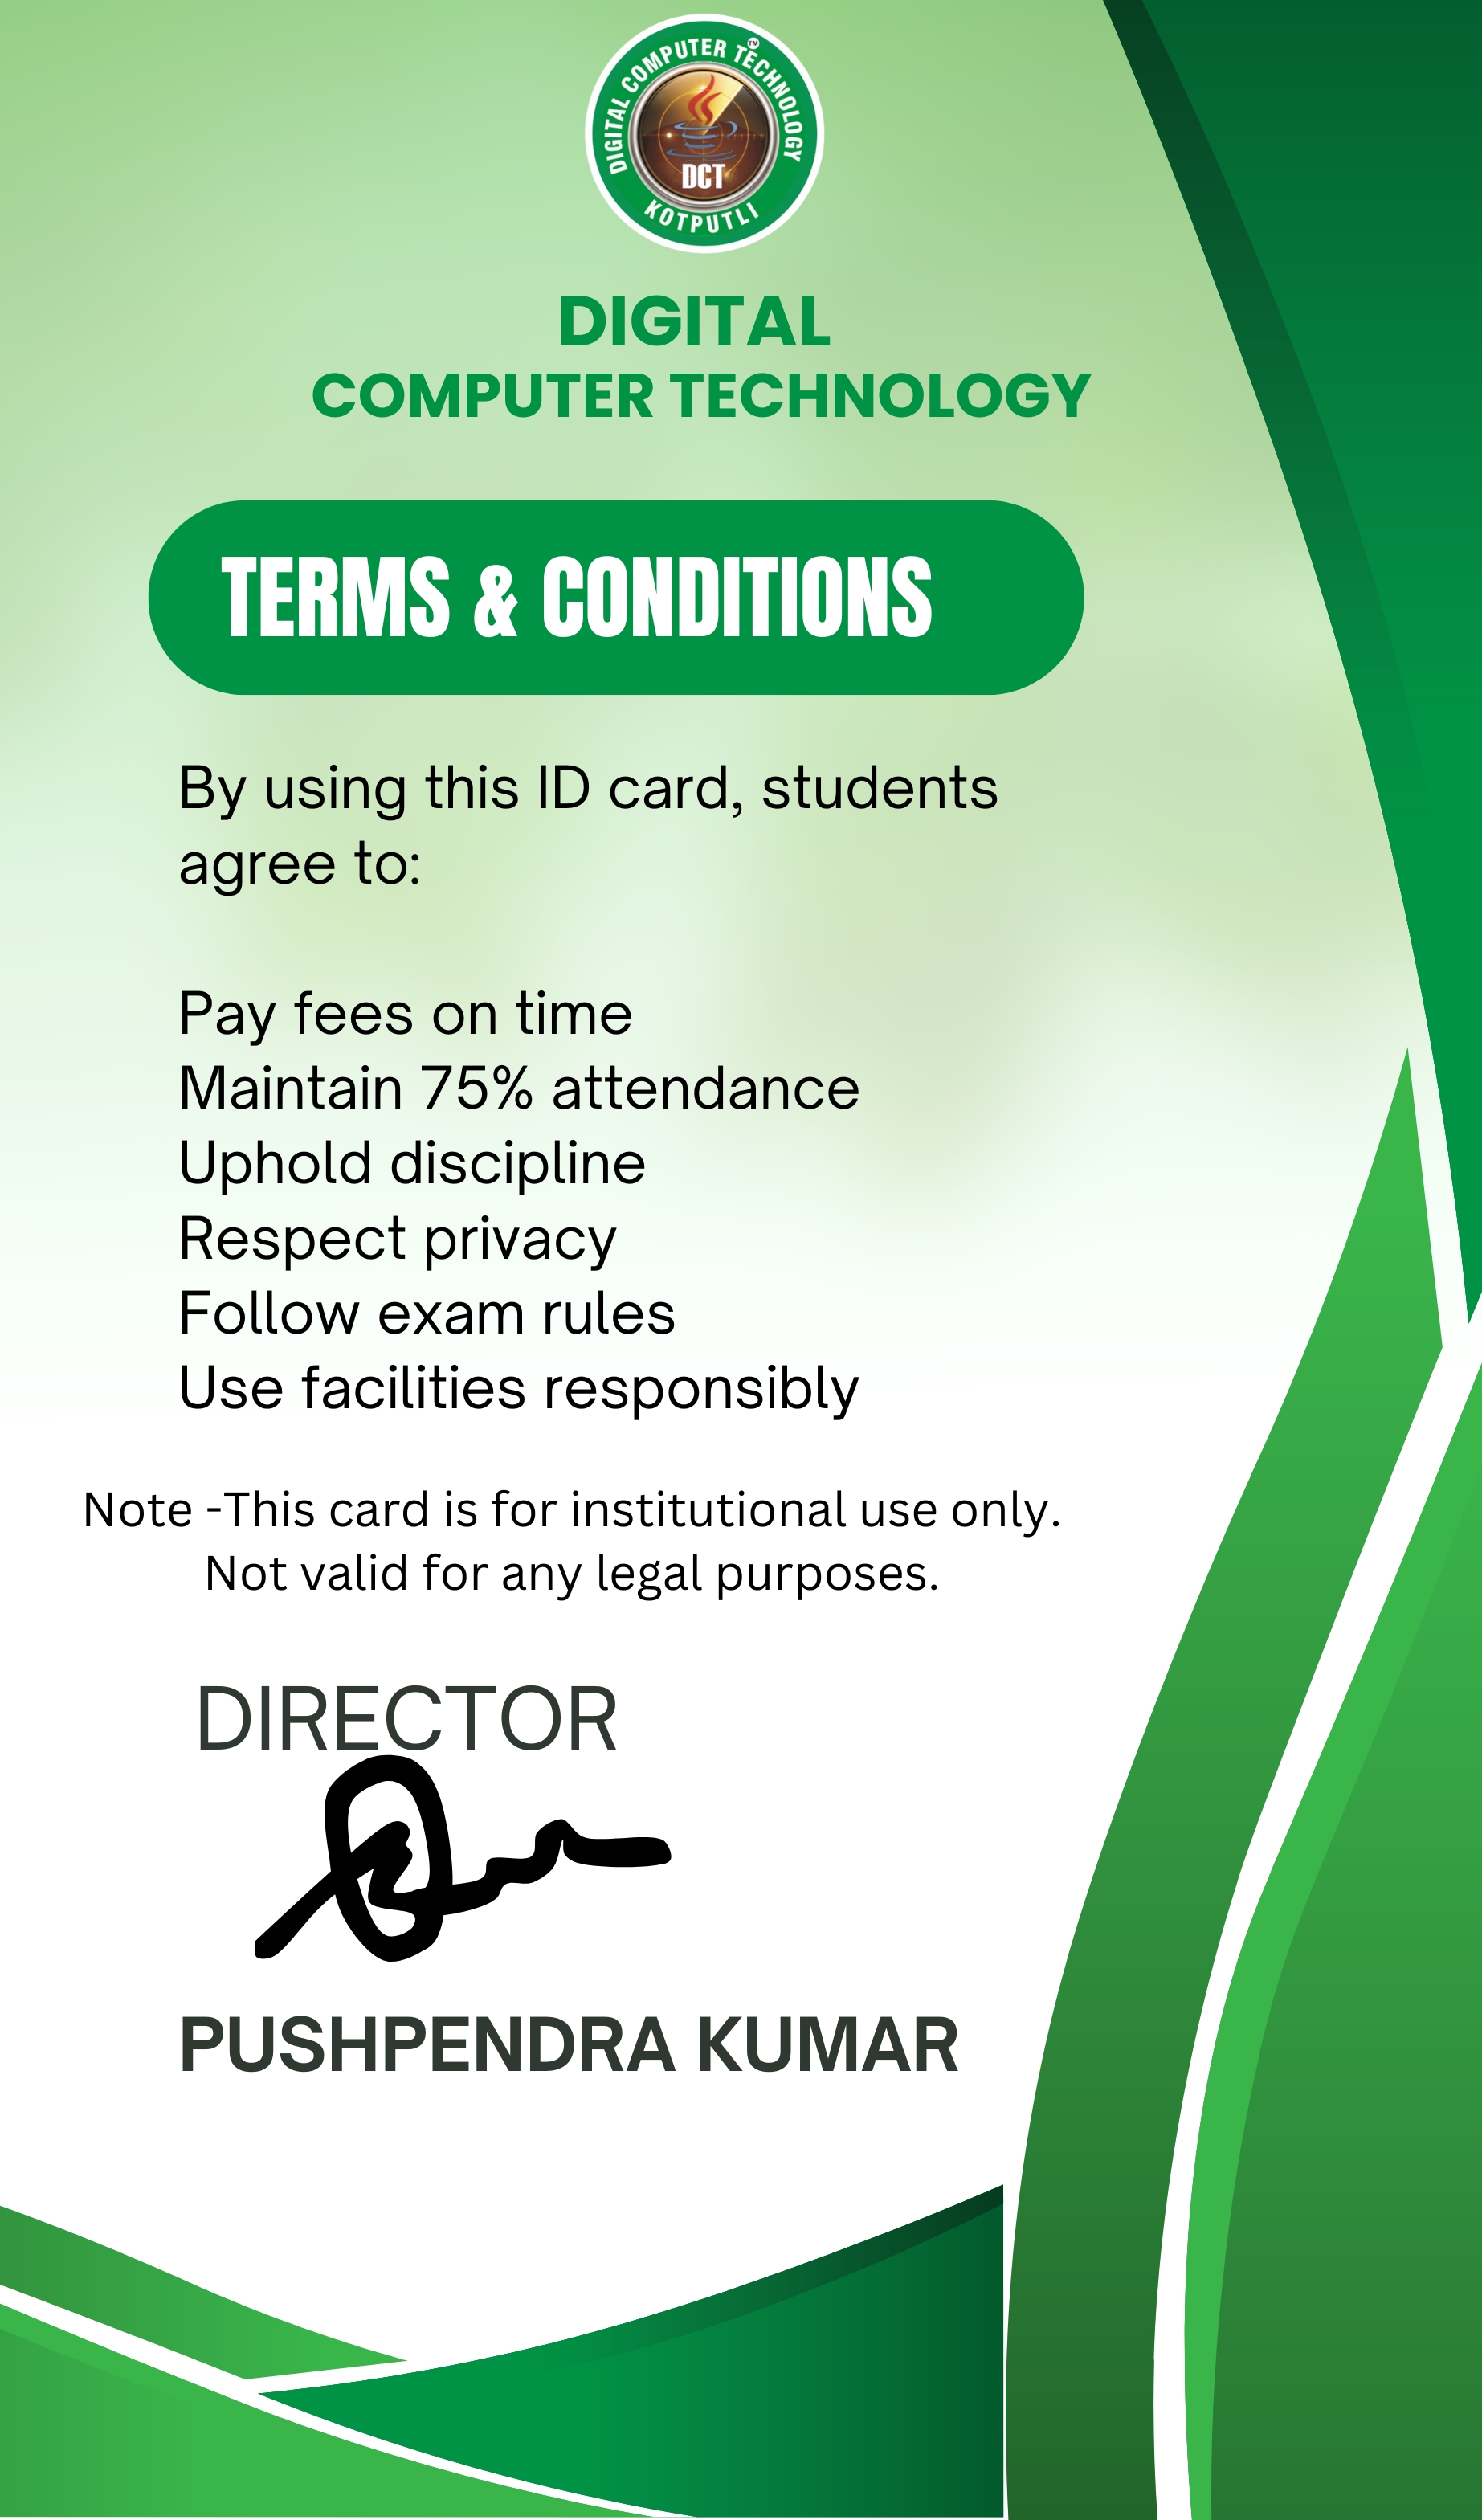 DIGITAL COMPUTER TECHNOLOGY
TM
DCT
KOTPUTLI
DIGITAL
COMPUTER TECHNOLOGY
TERMS & CONDITIONS
By using this ID card, students
agree to:
Pay fees on time
Maintain 75% attendance
Uphold discipline
Respect privacy
Follow exam rules
Use facilities responsibly
Note -This card is for institutional use only.
Not valid for any legal purposes.
DIRECTOR
PUSHPENDRA KUMAR